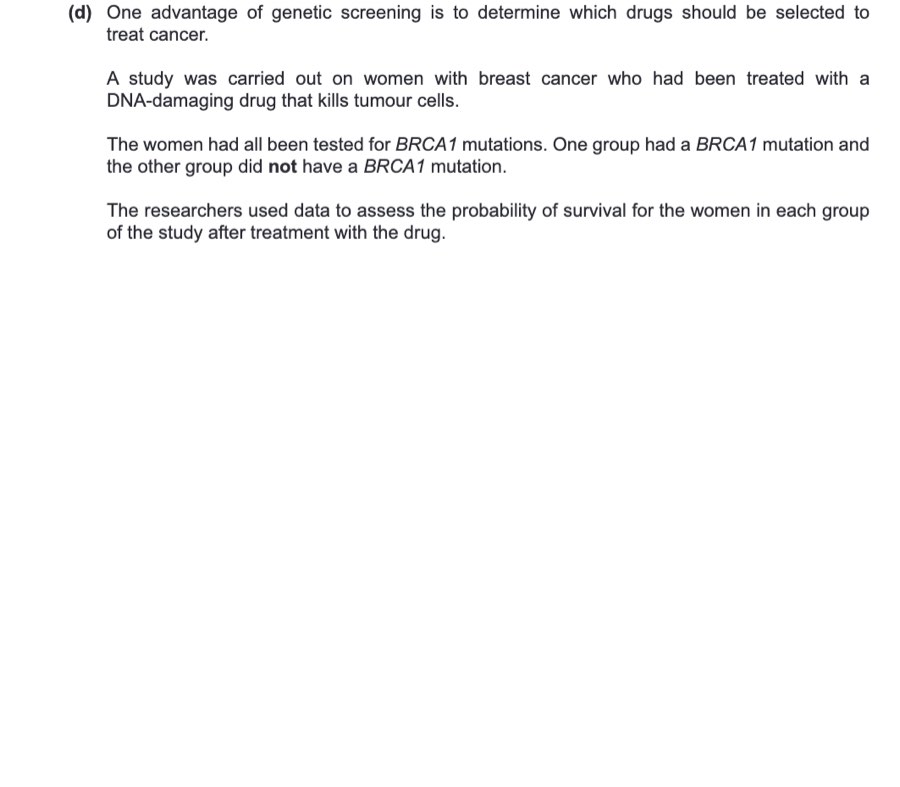 (d) One advantage of genetic screening is to determine which drugs should be selected to
treat cancer.
A study was carried out on women with breast cancer who had been treated with a
DNA-damaging drug that kills tumour cells.
The women had all been tested for BRCA1 mutations. One group had a BRCA1 mutation and
the other group did not have a BRCA1 mutation.
The researchers used data to assess the probability of survival for the women in each group
of the study after treatment with the drug.